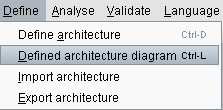 Define Analyse Validate Language
Define architecture Ctrl-D
Defined architecture diagram Ctrl-L
Import architecture
Export architecture